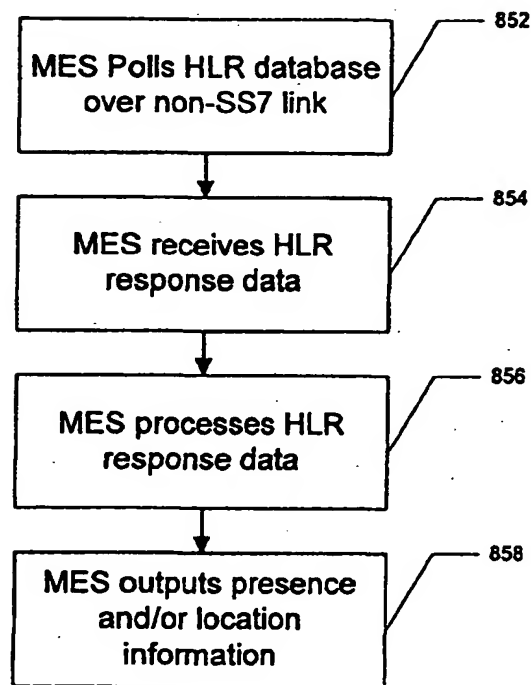 852
MES Polls HLR database
over non-SS7 link
854
MES receives HLR
response data
856
MES processes HLR
response data
858
MES outputs presence
and/or location
information